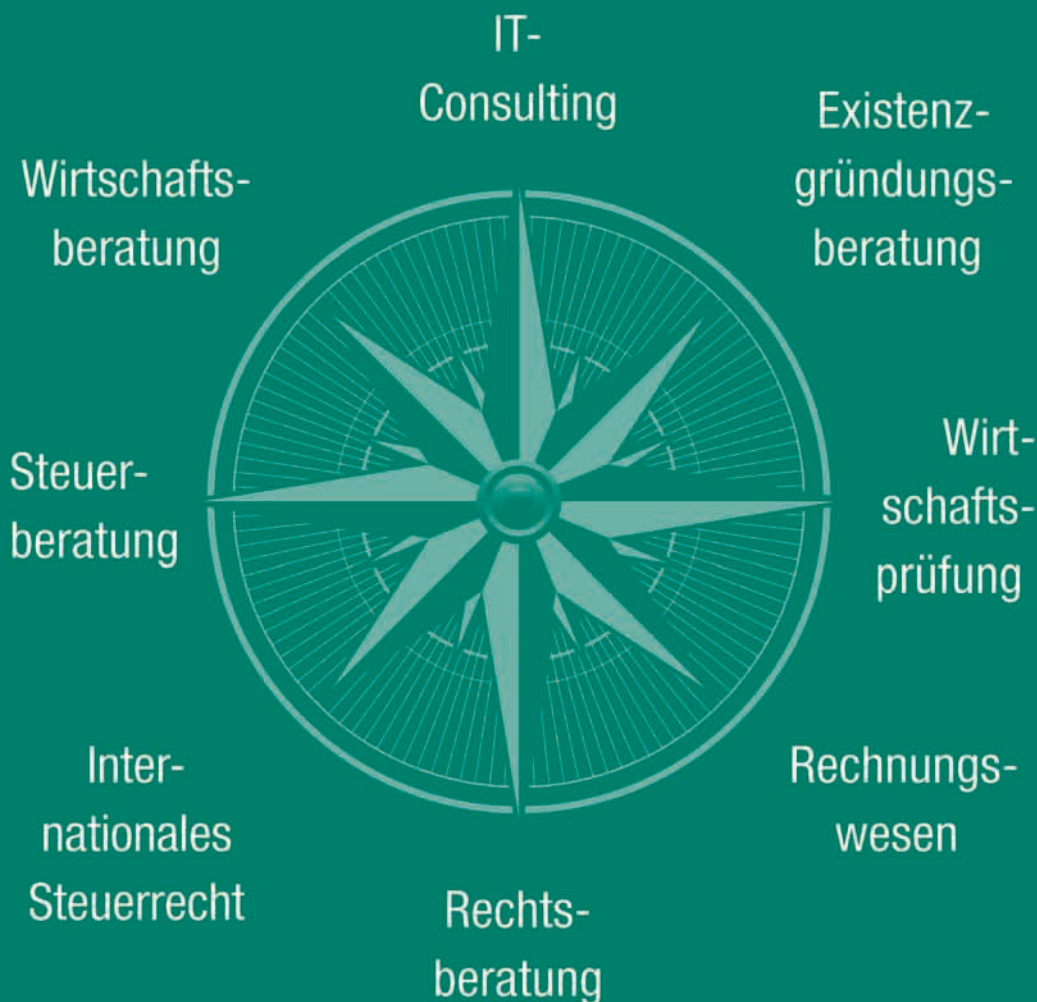 IT-
Consulting
Existenz-
gründungs-
beratung
Wirtschafts-
beratung
Wirt-
schafts-
prüfung
Steuer-
beratung
Inter-
nationales
Steuerrecht
Rechnungs-
wesen
Rechts-
beratung